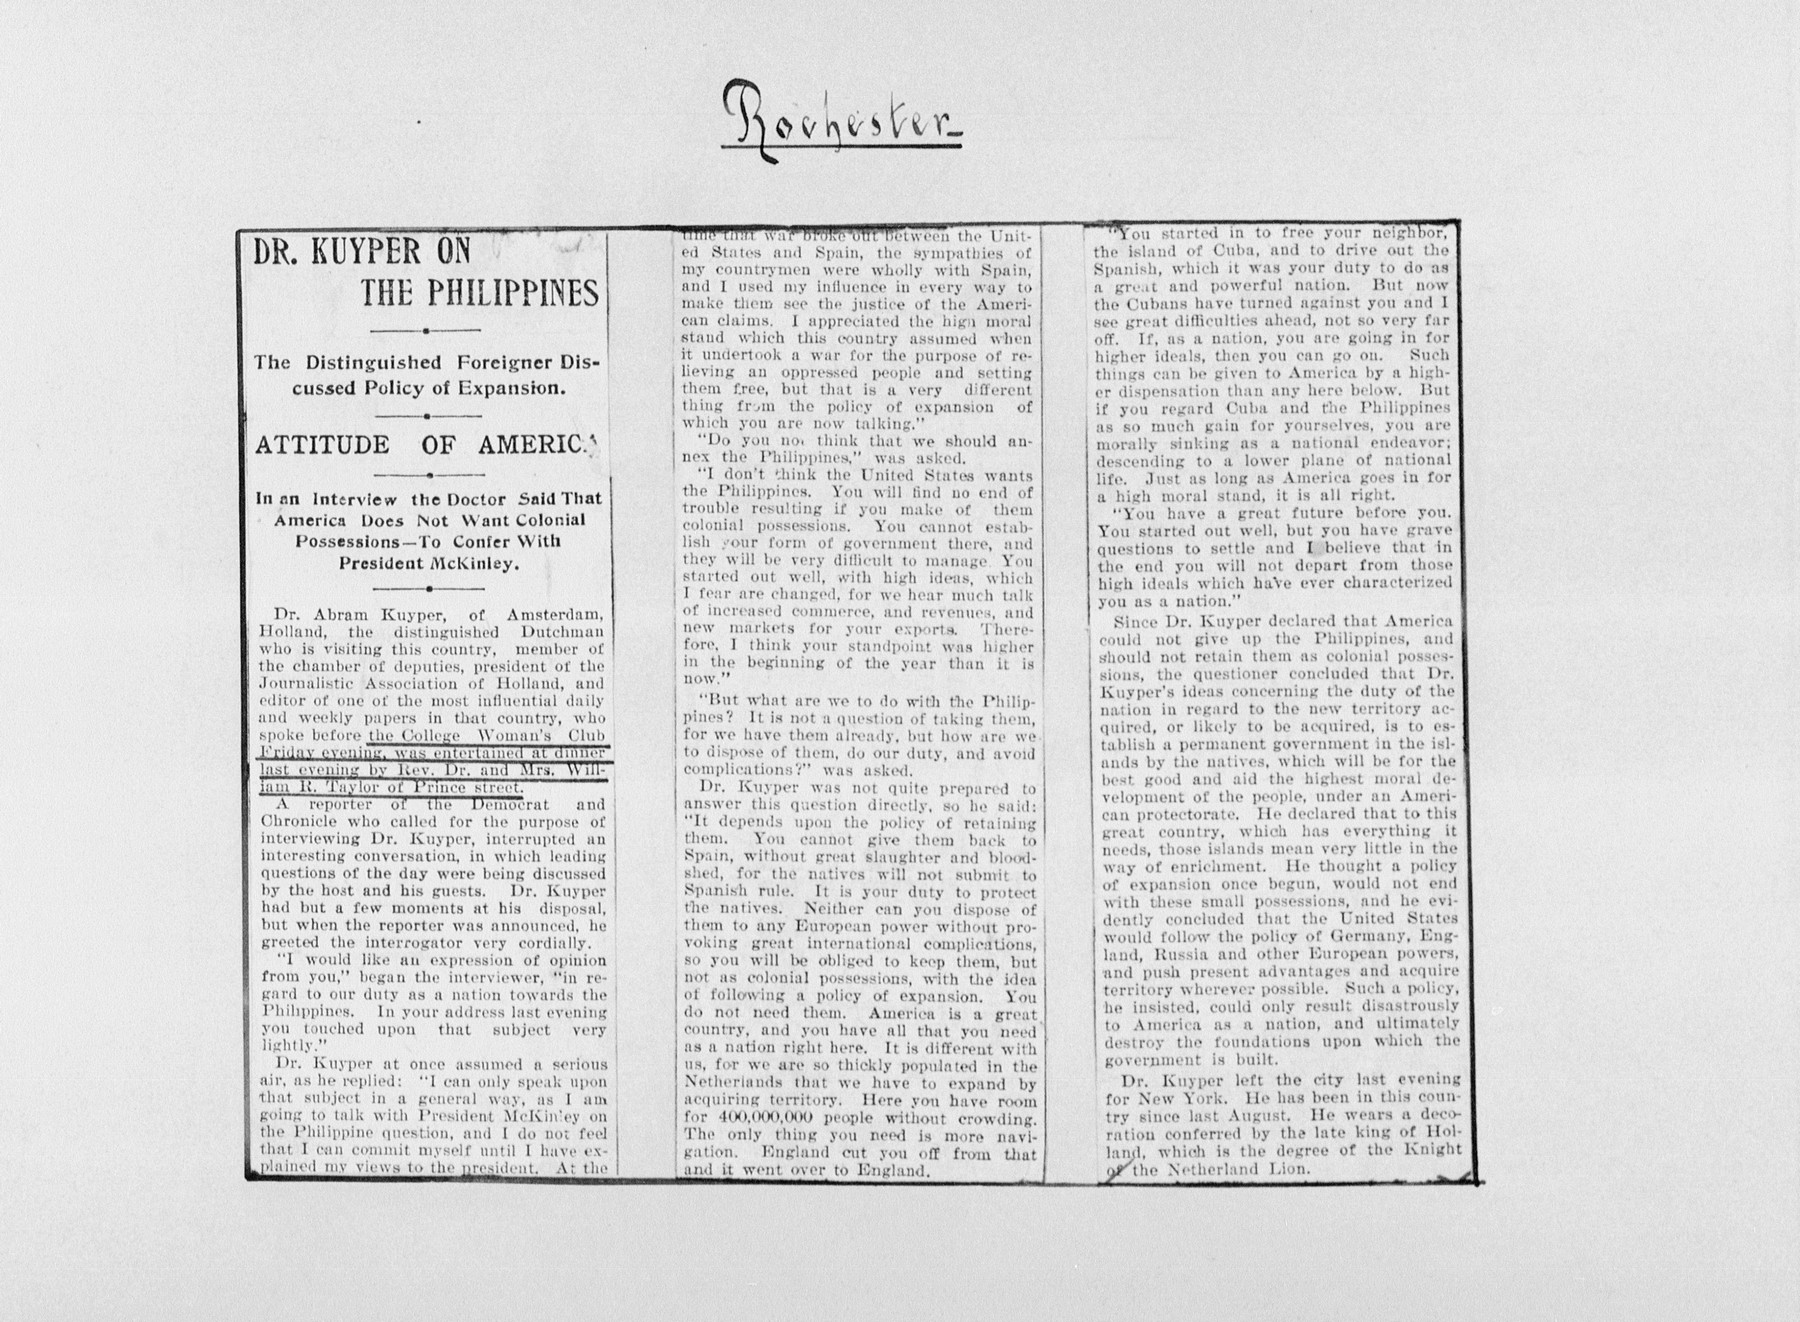 Rochester
DR. KUYPER ON
THE PHILIPPINES
The Distinguished Foreigner Dis-
cussed Policy of Expansion.
ATTITUDE OF AMERICA
In an Interview the Doctor Said That
America Does Not Want Colonial
Possessions—To Confer With
President McKinley.
Dr. Abram Kuyper, of Amsterdam,
Holland, the distinguished Dutchman
who is visiting this country, member of
the chamber of deputies, president of the
Journalistic Association of Holland, and
editor of one of the most influential daily
and weekly papers in that country, who
spoke before the College Woman's Club
Friday evening, was entertained at dinner
last evening by Rev. Dr. and Mrs. Will-
iam R. Taylor of Prince street.
A reporter of the Democrat and
Chronicle who called for the purpose of
interviewing Dr. Kuyper, interrupted an
interesting conversation, in which leading
questions of the day were being discussed
by the host and his guests. Dr. Kuyper
had but a few moments at his disposal,
but when the reporter was announced, he
greeted the interrogator very cordially.
"I would like an expression of opinion
from you," began the interviewer, "in re-
gard to our duty as a nation towards the
Philippines. In your address last evening
you touched upon that subject very
lightly."
Dr. Kuyper at once assumed a serious
air, as he replied: "I can only speak upon
that subject in a general way, as I am
going to talk with President McKinley on
the Philippine question, and I do not feel
that I can commit myself until I have ex-
plained my views to the president. At the
time that war broke out between the Unit-
ed States and Spain, the sympathies of
my countrymen were wholly with Spain,
and I used my influence in every way to
make them see the justice of the Ameri-
can claims. I appreciated the high moral
stand which this country assumed when
it undertook a war for the purpose of re-
lieving an oppressed people and setting
them free, but that is a very different
thing from the policy of expansion of
which you are now talking."
"Do you not think that we should an-
nex the Philippines," was asked.
"I don't think the United States wants
the Philippines. You will find no end of
trouble resulting if you make of them
colonial possessions. You cannot estab-
lish your form of government there, and
they will be very difficult to manage. You
started out well, with high ideas, which
I fear are changed, for we hear much talk
of increased commerce, and revenues, and
new markets for your exports. There-
fore, I think your standpoint was higher
in the beginning of the year than it is
now."
"But what are we to do with the Philip-
pines? It is not a question of taking them,
for we have them already, but how are we
to dispose of them, do our duty, and avoid
complications?" was asked.
Dr. Kuyper was not quite prepared to
answer this question directly, so he said:
"It depends upon the policy of retaining
them. You cannot give them back to
Spain, without great slaughter and blood-
shed, for the natives will not submit to
Spanish rule. It is your duty to protect
the natives. Neither can you dispose of
them to any European power without pro-
voking great international complications,
so you will be obliged to keep them, but
not as colonial possessions, with the idea
of following a policy of expansion. You
do not need them. America is a great
country, and you have all that you need
as a nation right here. It is different with
us, for we are so thickly populated in the
Netherlands that we have to expand by
acquiring territory. Here you have room
for 400,000,000 people without crowding.
The only thing you need is more navi-
gation. England cut you off from that
and it went over to England.
"You started in to free your neighbor,
the island of Cuba, and to drive out the
Spanish, which it was your duty to do as
a great and powerful nation. But now
the Cubans have turned against you and I
see great difficulties ahead, not so very far
off. If, as a nation, you are going in for
higher ideals, then you can go on. Such
things can be given to America by a high-
er dispensation than any here below. But
if you regard Cuba and the Philippines
as so much gain for yourselves, you are
morally sinking as a national endeavor;
descending to a lower plane of national
life. Just as long as America goes in for
a high moral stand, it is all right.
"You have a great future before you.
You started out well, but you have grave
questions to settle and I believe that in
the end you will not depart from those
high ideals which have ever characterized
you as a nation."
Since Dr. Kuyper declared that America
could not give up the Philippines, and
should not retain them as colonial posses-
sions, the questioner concluded that Dr.
Kuyper's ideas concerning the duty of the
nation in regard to the new territory ac-
quired, or likely to be acquired, is to es-
tablish a permanent government in the isl-
ands by the natives, which will be for the
best good and aid the highest moral de-
velopment of the people, under an Ameri-
can protectorate. He declared that to this
great country, which has everything it
needs, those islands mean very little in the
way of enrichment. He thought a policy
of expansion once begun, would not end
with these small possessions, and he evi-
dently concluded that the United States
would follow the policy of Germany, Eng-
land, Russia and other European powers,
and push present advantages and acquire
territory wherever possible. Such a policy,
he insisted, could only result disastrously
to America as a nation, and ultimately
destroy the foundations upon which the
government is built.
Dr. Kuyper left the city last evening
for New York. He has been in this coun-
try since last August. He wears a deco-
ration conferred by the late king of Hol-
land, which is the degree of the Knight
of the Netherland Lion.